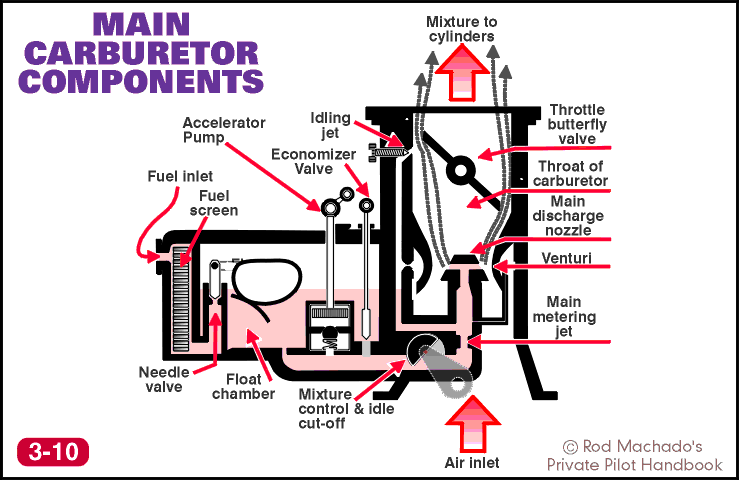 MAIN
CARBURETOR
COMPONENTS
Mixture to
cylinders
Accelerator
Pump
Idling
jet
Economizer
Valve
Fuel inlet
Fuel
screen
Throttle
butterfly
valve
Throat of
carburetor
Main
discharge
nozzle
Venturi
Main
metering
jet
Needle
valve
Float
chamber
Mixture
control & idle
cut-off
Air inlet
3-10
© Rod Machado's
Private Pilot Handbook